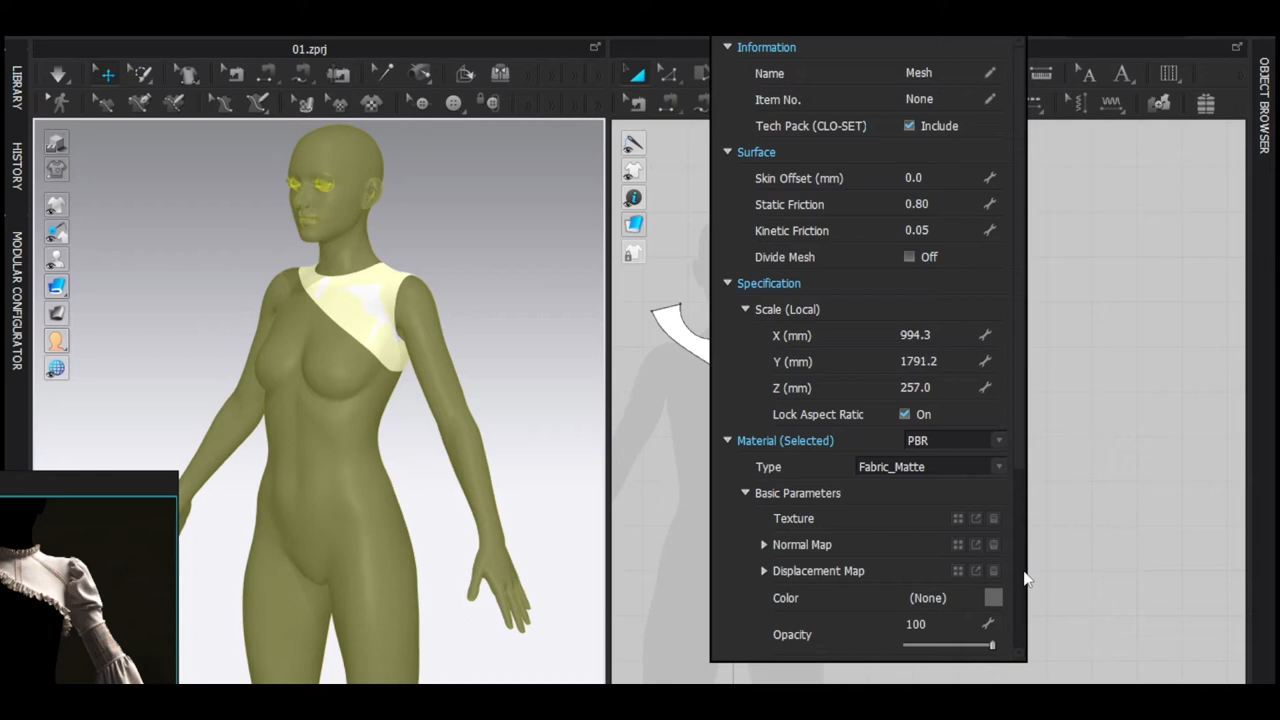 01.zprj
LIBRARY
HISTORY
MODULAR CONFIGURATOR
Information
Name Mesh
Item No. None
Tech Pack (CLO-SET) Include
Surface
Skin Offset (mm) 0.0
Static Friction 0.80
Kinetic Friction 0.05
Divide Mesh Off
Specification
Scale (Local)
X (mm) 994.3
Y (mm) 1791.2
Z (mm) 257.0
Lock Aspect Ratic On
Material (Selected) PBR
Type Fabric_Matte
Basic Parameters
Texture
Normal Map
Displacement Map
Color (None)
Opacity 100
OBJECT BROWSER